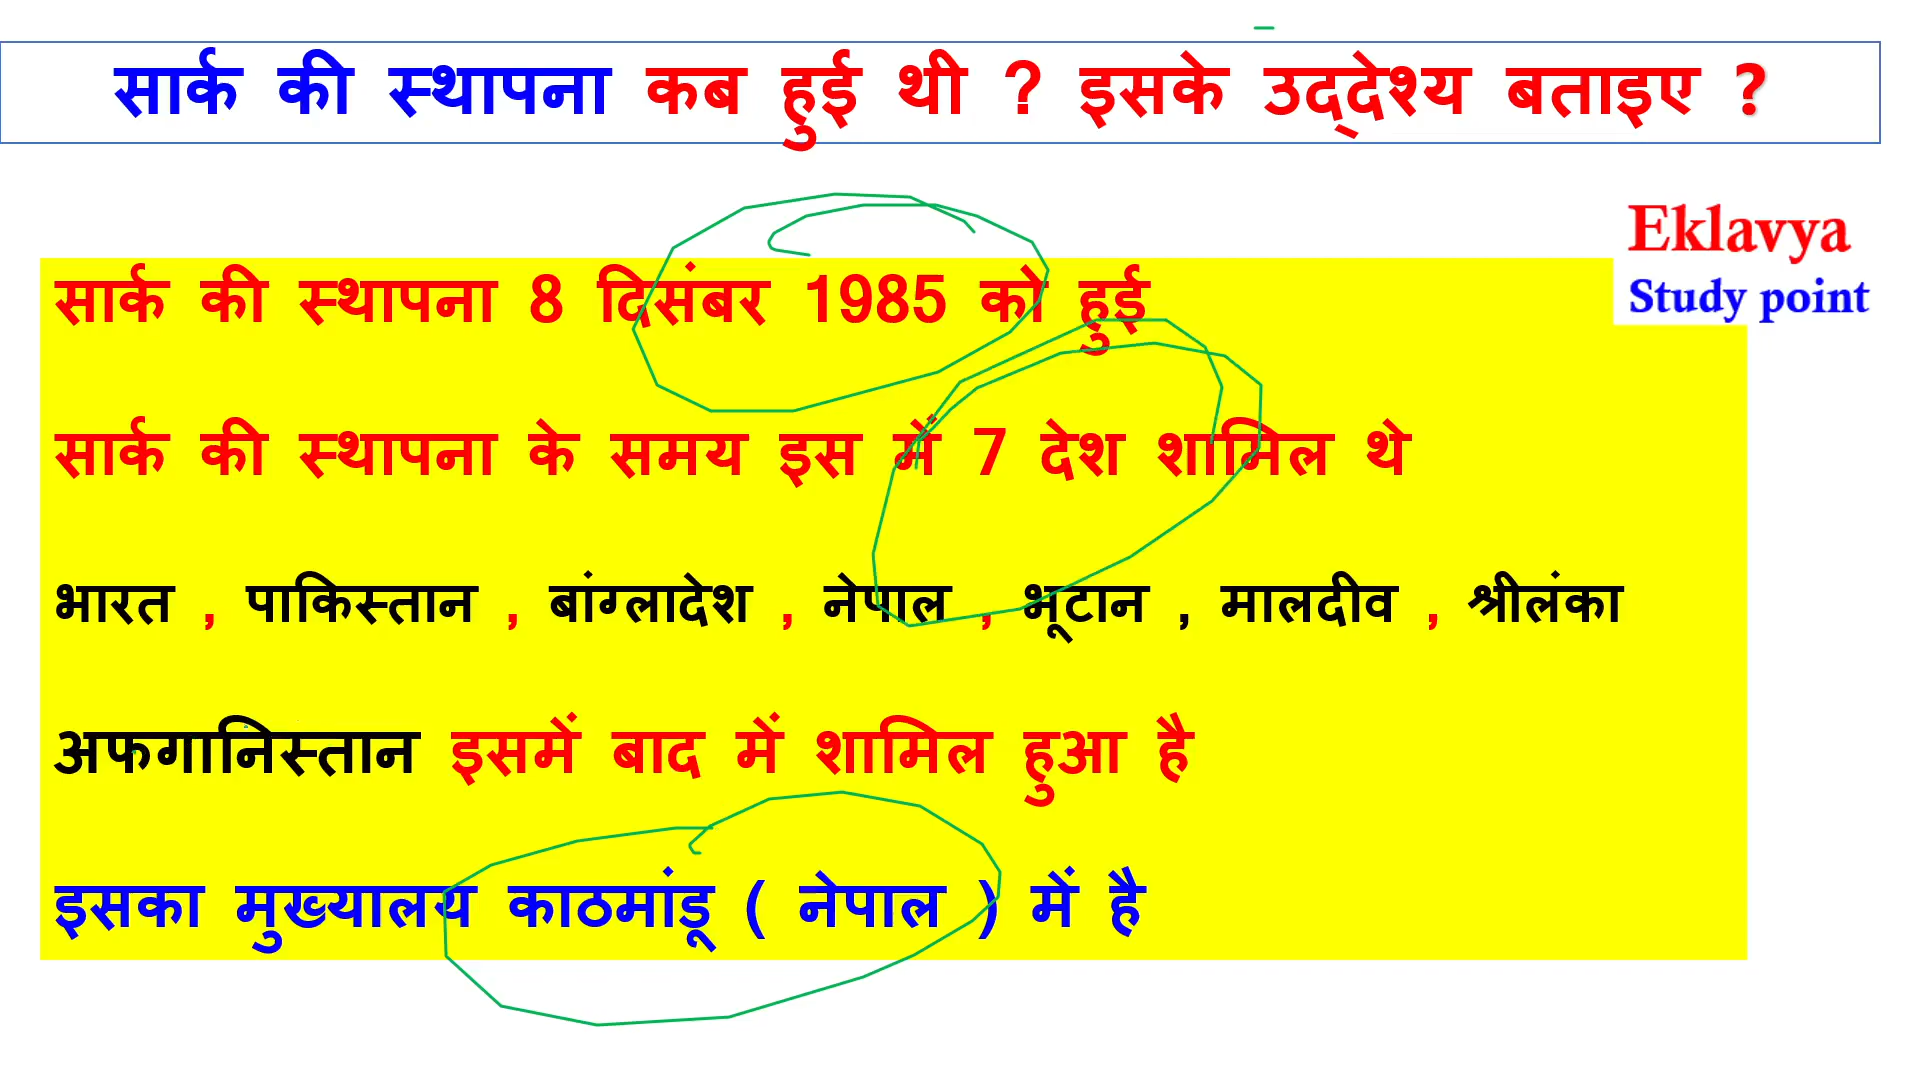 सार्क की स्थापना कब हुई थी ? इसके उद्देश्य बताइए ?
Eklavya
Study point
सार्क की स्थापना 8 दिसंबर 1985 को हुई
सार्क की स्थापना के समय इस में 7 देश शामिल थे
भारत , पाकिस्तान , बांग्लादेश , नेपाल , भूटान , मालदीव , श्रीलंका
अफगानिस्तान इसमें बाद में शामिल हुआ है
इसका मुख्यालय काठमांडू ( नेपाल ) में है